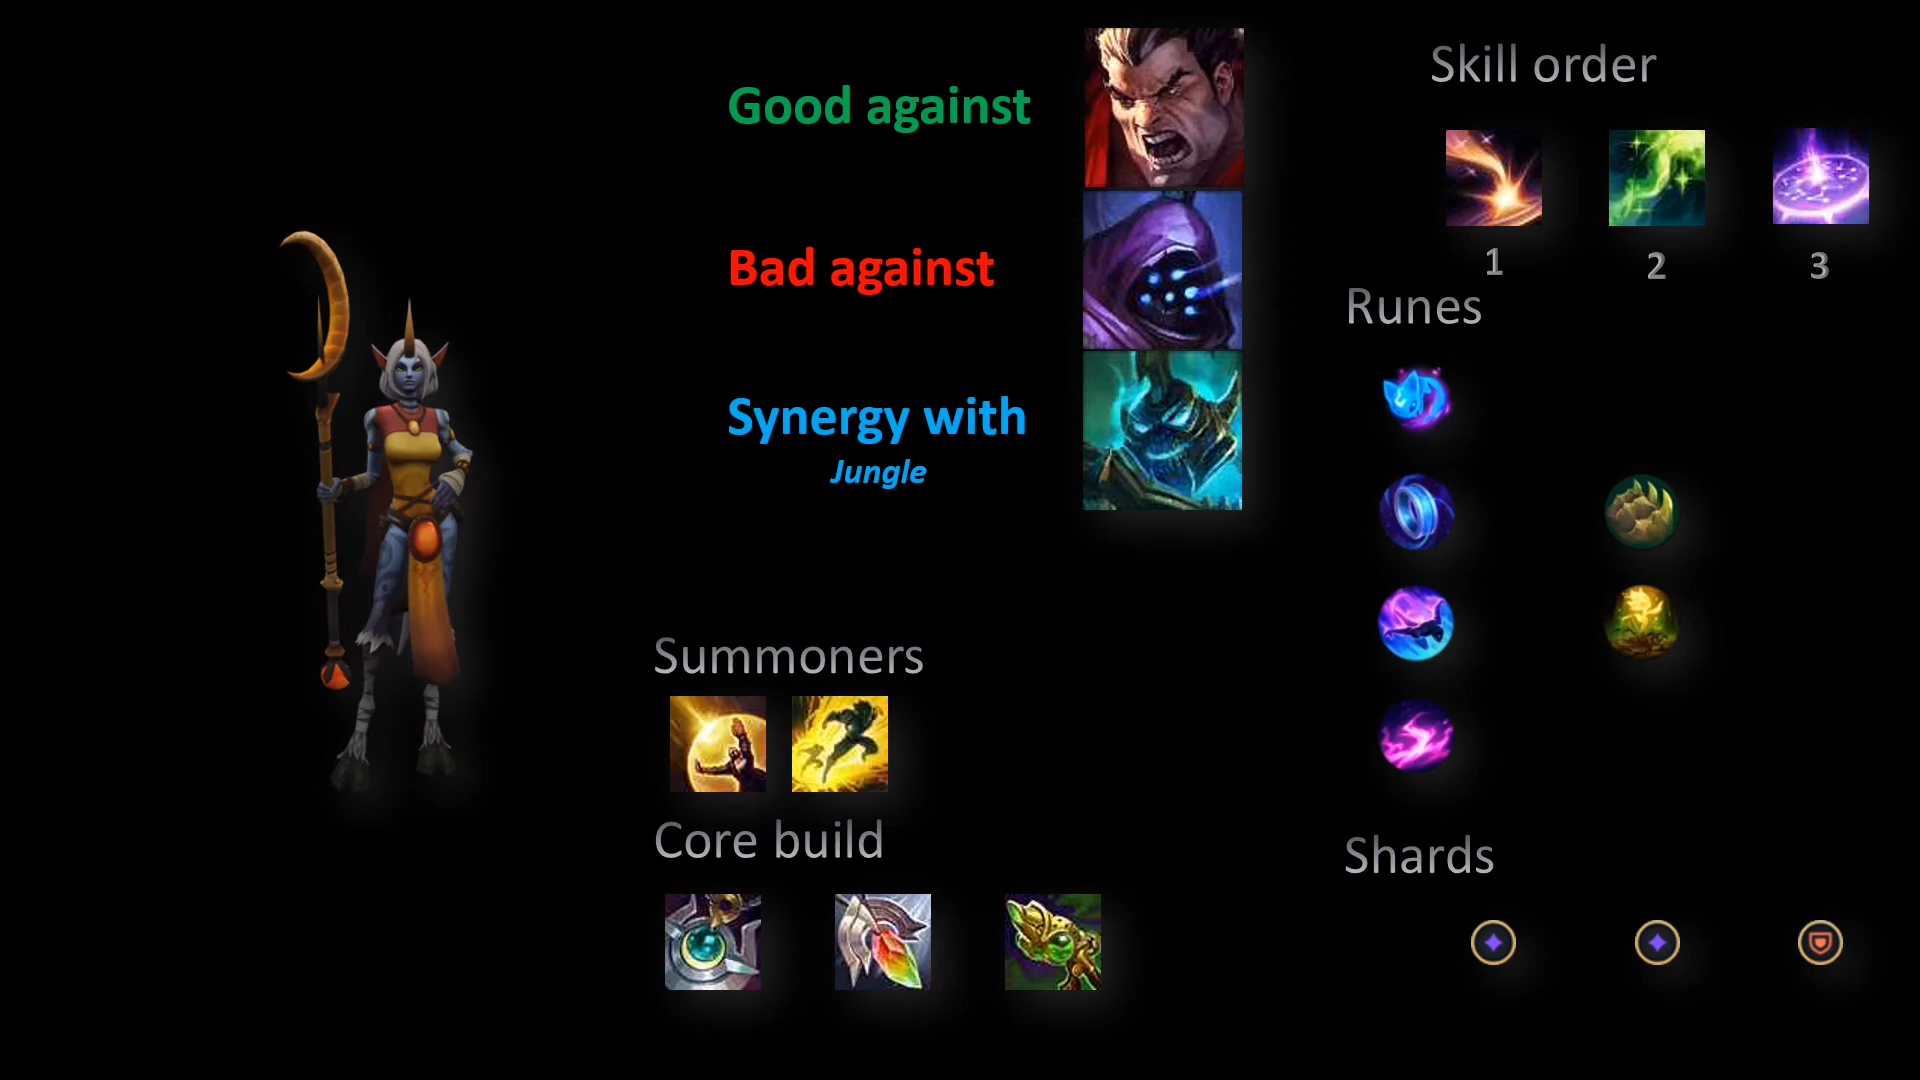 Good against
Bad against
Synergy with
Jungle
Summoners
Core build
Skill order
1 2 3
Runes
Shards